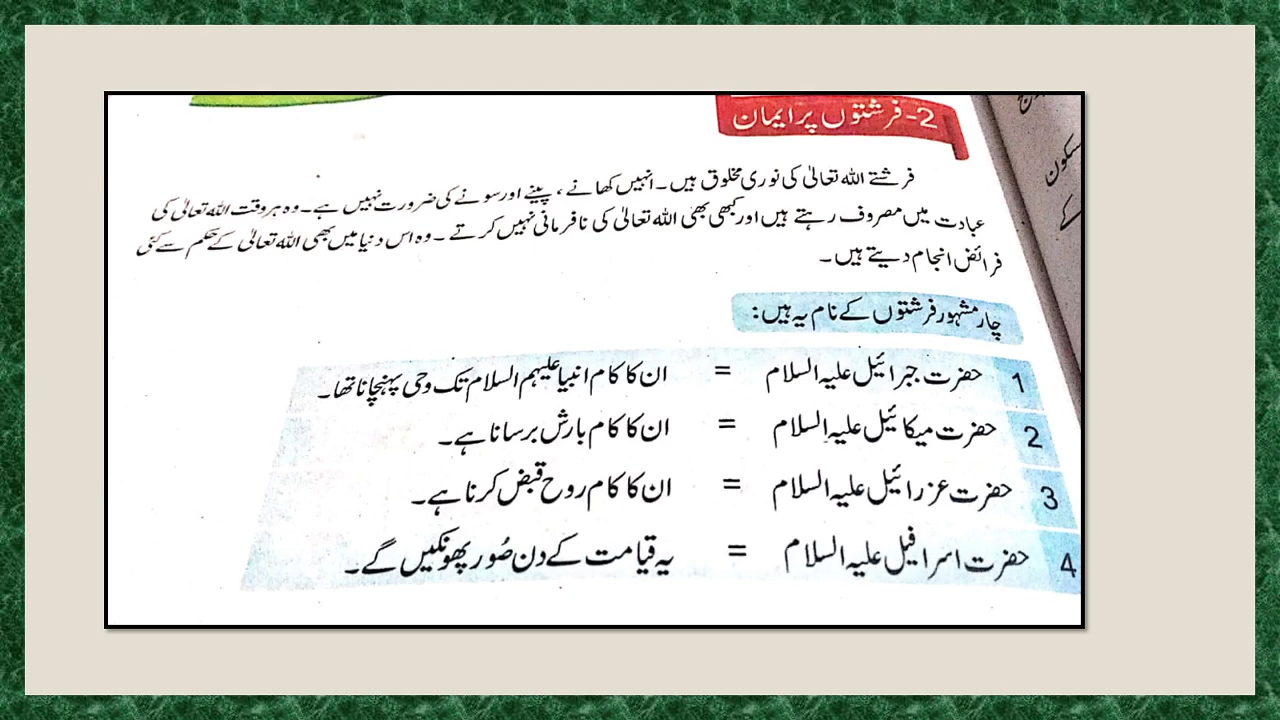 2-فرشتوں پر ایمان
فرشتے اللہ تعالیٰ کی نوری مخلوق ہیں۔ انہیں کھانے، پینے اور سونے کی ضرورت نہیں ہے۔ وہ ہر وقت اللہ تعالیٰ کی
عبادت میں مصروف رہتے ہیں اور کبھی بھی اللہ تعالیٰ کی نافرمانی نہیں کرتے۔ وہ اس دنیا میں بھی اللہ تعالیٰ کے حکم سے کئی
فرائض انجام دیتے ہیں۔
چار مشہور فرشتوں کے نام یہ ہیں:
1 حضرت جبرائیل علیہ السلام = ان کا کام انبیا علیہم السلام تک وحی پہنچانا تھا۔
2 حضرت میکائیل علیہ السلام = ان کا کام بارش برسانا ہے۔
3 حضرت عزرائیل علیہ السلام = ان کا کام روح قبض کرنا ہے۔
4 حضرت اسرافیل علیہ السلام = یہ قیامت کے دن صُور پھونکیں گے۔
سکون
کے